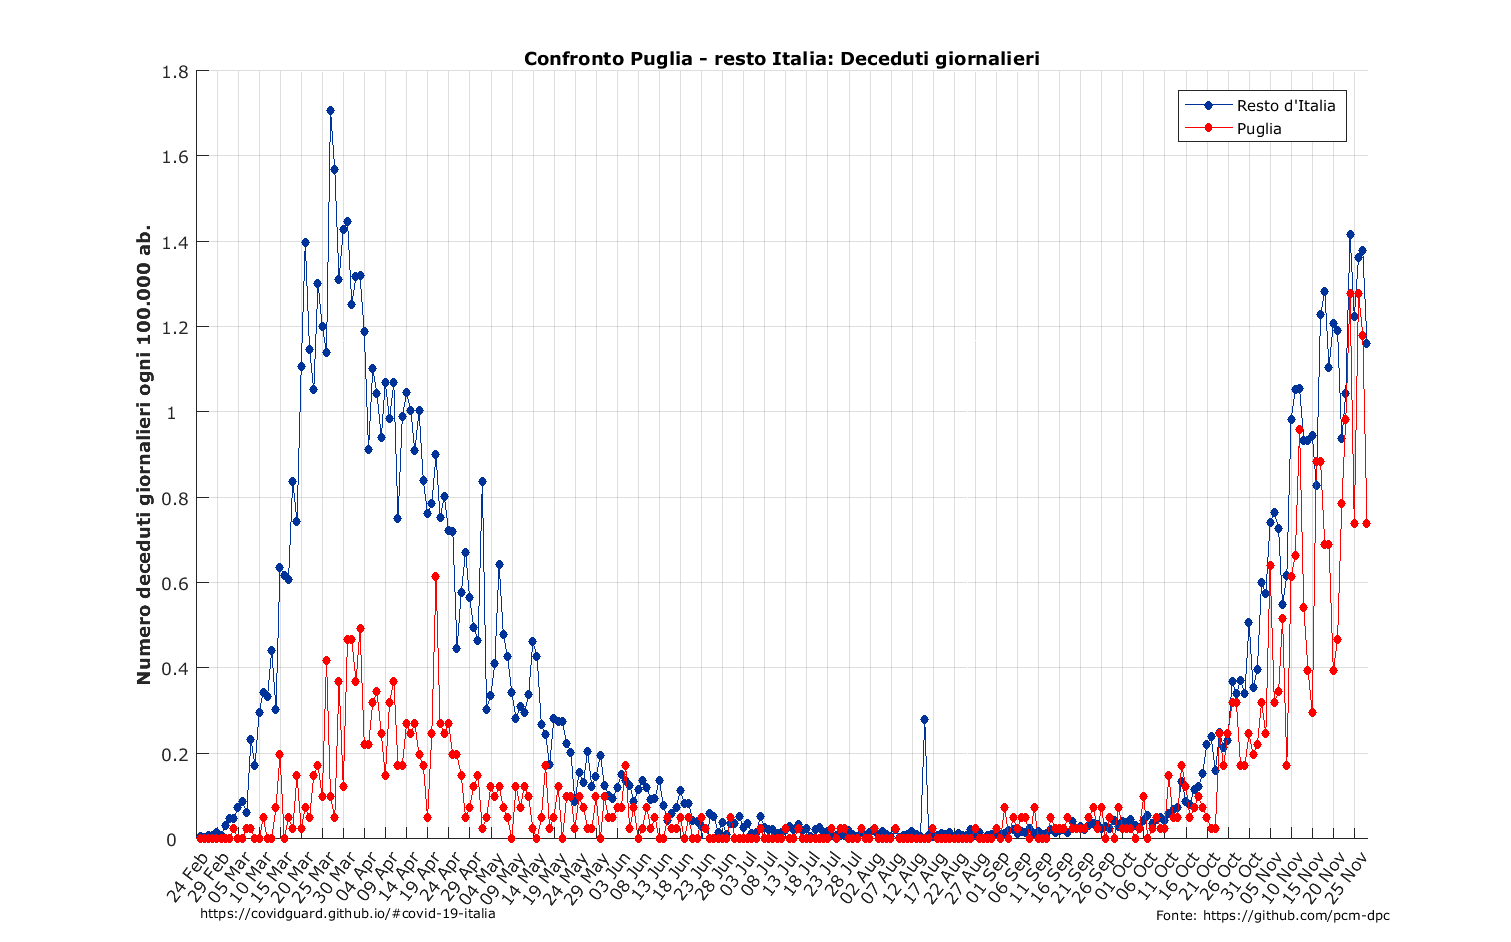 Confronto Puglia - resto Italia: Deceduti giornalieri
Numero deceduti giornalieri ogni 100.000 ab.
1.8
1.6
1.4
1.2
1
0.8
0.6
0.4
0.2
0
Resto d'Italia
Puglia
24 Feb
29 Feb
05 Mar
10 Mar
15 Mar
20 Mar
25 Mar
30 Mar
04 Apr
09 Apr
14 Apr
19 Apr
24 Apr
29 Apr
04 May
09 May
14 May
19 May
24 May
29 May
03 Jun
08 Jun
13 Jun
18 Jun
23 Jun
28 Jun
03 Jul
08 Jul
13 Jul
18 Jul
23 Jul
28 Jul
02 Aug
07 Aug
12 Aug
17 Aug
22 Aug
27 Aug
01 Sep
06 Sep
11 Sep
16 Sep
21 Sep
26 Sep
01 Oct
06 Oct
11 Oct
16 Oct
21 Oct
26 Oct
31 Oct
05 Nov
10 Nov
15 Nov
20 Nov
25 Nov
https://covidguard.github.io/#covid-19-italia
Fonte: https://github.com/pcm-dpc